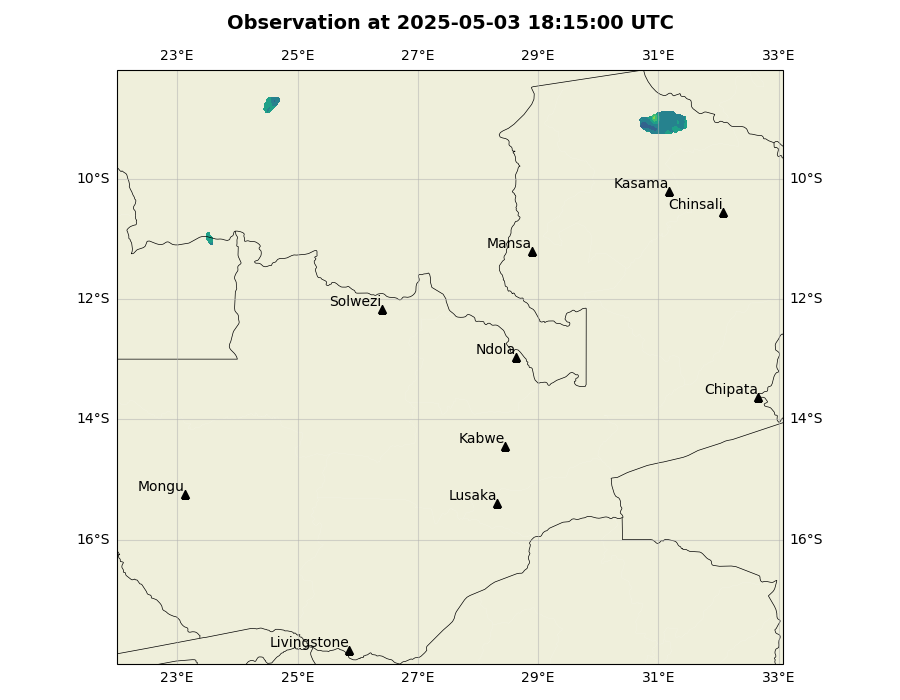 Observation at 2025-05-03 18:15:00 UTC
23°E 25°E 27°E 29°E 31°E 33°E
10°S 10°S
Kasama
Chinsali
Mansa
12°S 12°S
Solwezi
Ndola
Chipata
14°S 14°S
Kabwe
Mongu
Lusaka
16°S 16°S
Livingstone
23°E 25°E 27°E 29°E 31°E 33°E